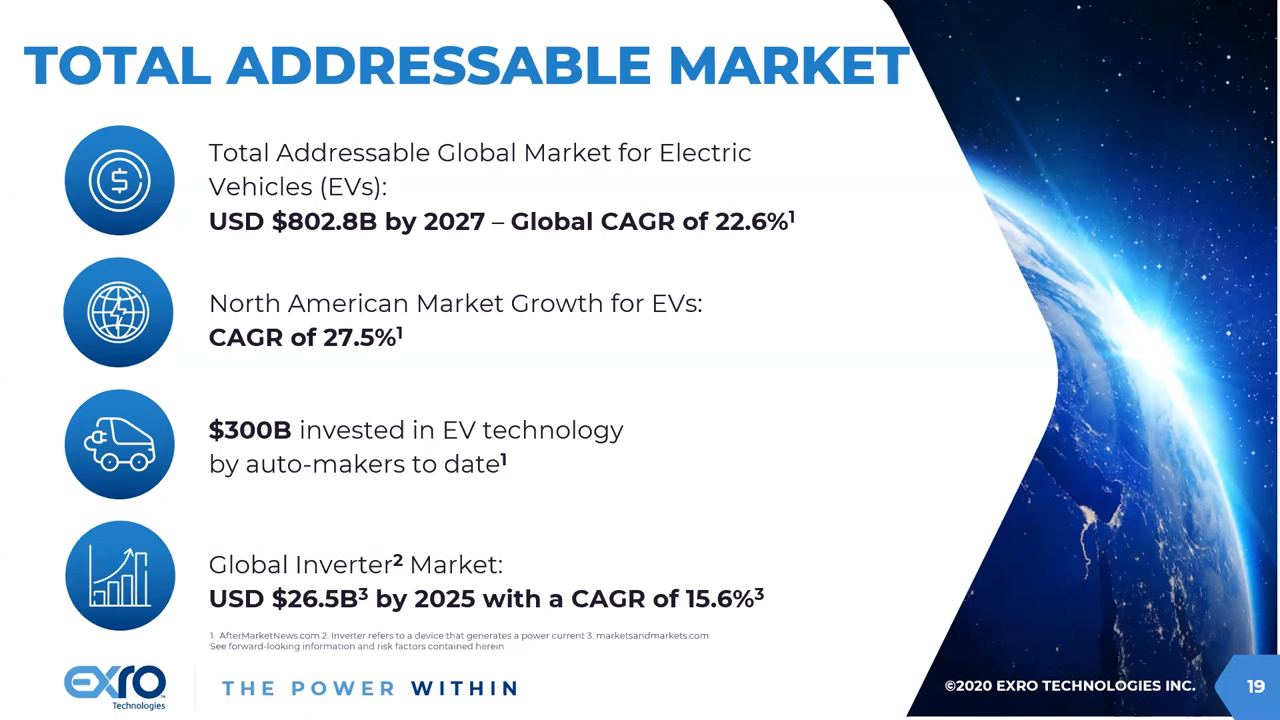 TOTAL ADDRESSABLE MARKET
Total Addressable Global Market for Electric
Vehicles (EVs):
USD $802.8B by 2027 – Global CAGR of 22.6%¹
North American Market Growth for EVs:
CAGR of 27.5%¹
$300B invested in EV technology
by auto-makers to date¹
Global Inverter² Market:
USD $26.5B³ by 2025 with a CAGR of 15.6%³
1. AfterMarketNews.com 2. Inverter refers to a device that generates a power current 3. marketsandmarkets.com
See forward-looking information and risk factors contained herein
exro
Technologies
THE POWER WITHIN
©2020 EXRO TECHNOLOGIES INC.
19